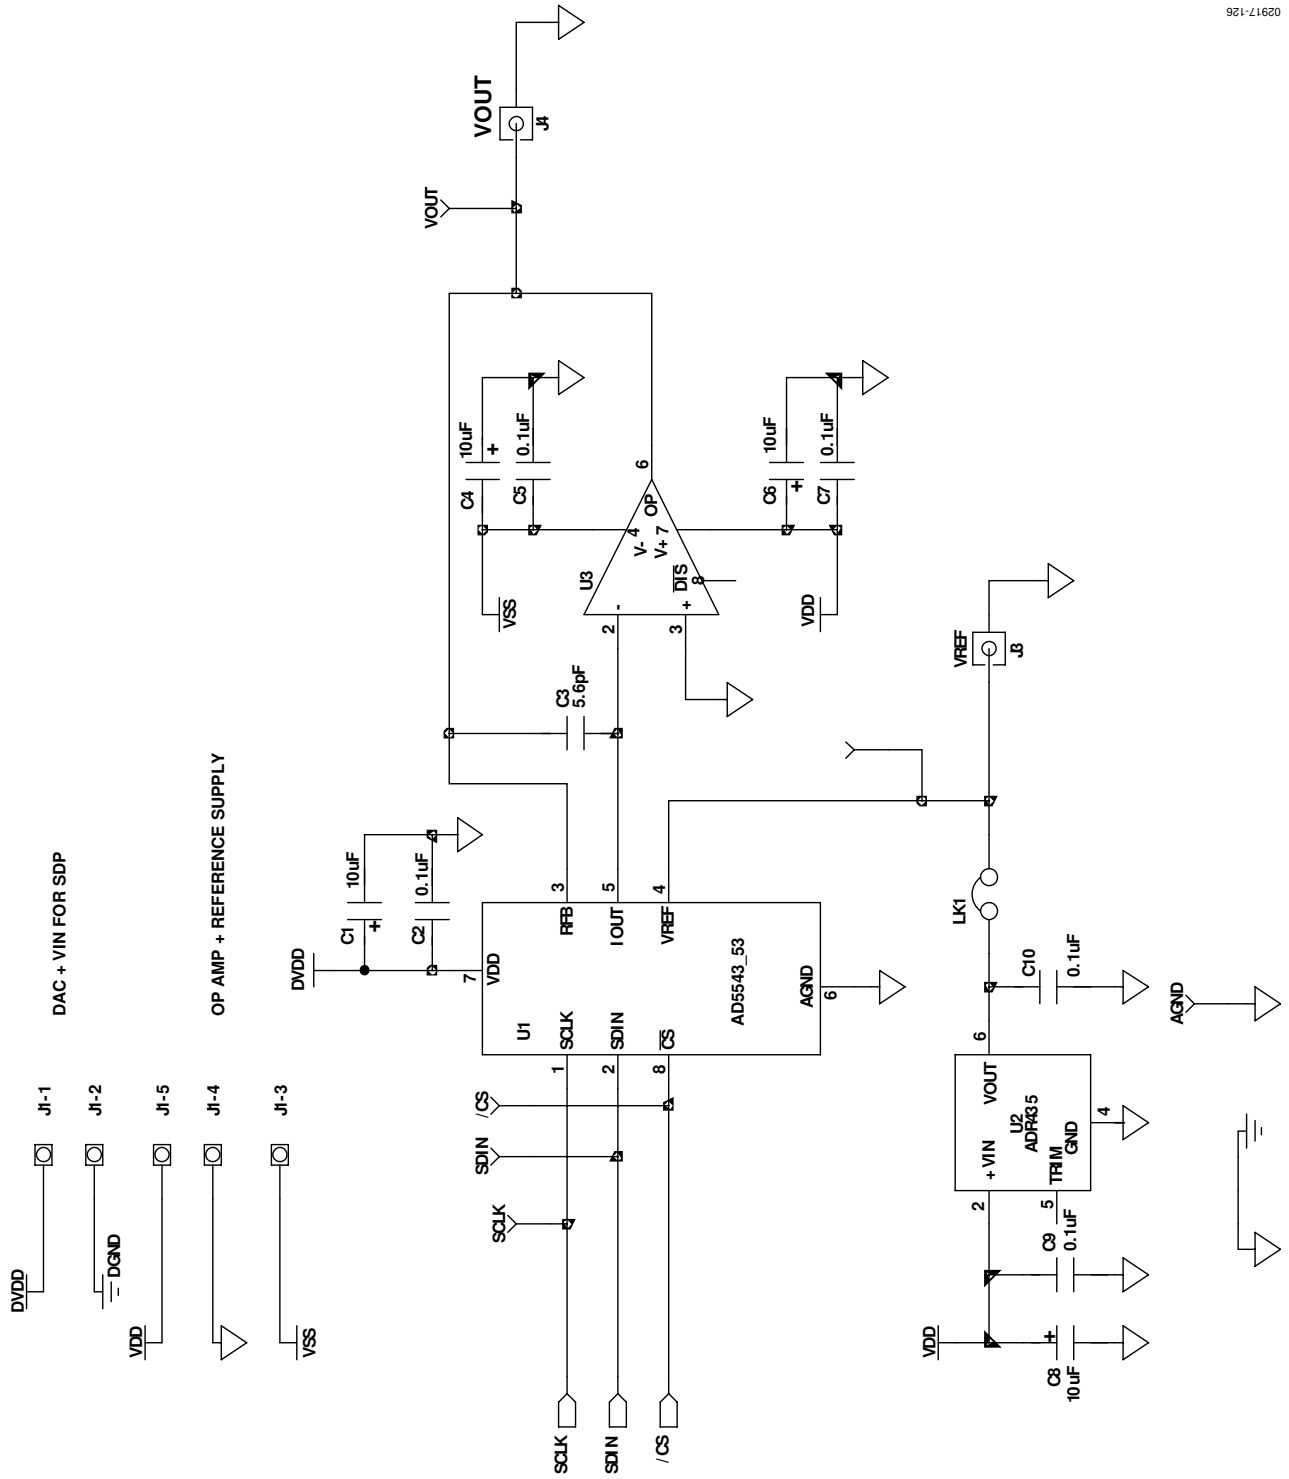 02917-126
VOUT
J4
VOUT
10uF
+
C4
0.1uF
C5
VSS
U3
2
-
3
+
V-
4
V+
7
OP
6
DIS
8
10uF
+
C6
0.1uF
C7
VDD
C3
5.6pF
VREF
J3
DAC + VIN FOR SDP
OP AMP + REFERENCE SUPPLY
J1-1
J1-2
J1-5
J1-4
J1-3
DVDD
DGND
VDD
VSS
DVDD
10uF
+
C1
0.1uF
C2
7
VDD
U1
1
SCLK
2
SDIN
8
CS
RFB
3
IOUT
5
VREF
4
AD5543_53
AGND
6
/CS
SDIN
SCLK
SCLK
SDIN
/CS
LK1
C10
0.1uF
6
VOUT
U2
ADR435
+VIN
2
TRIM
5
GND
4
C9
0.1uF
VDD
+
C8
10uF
AGND